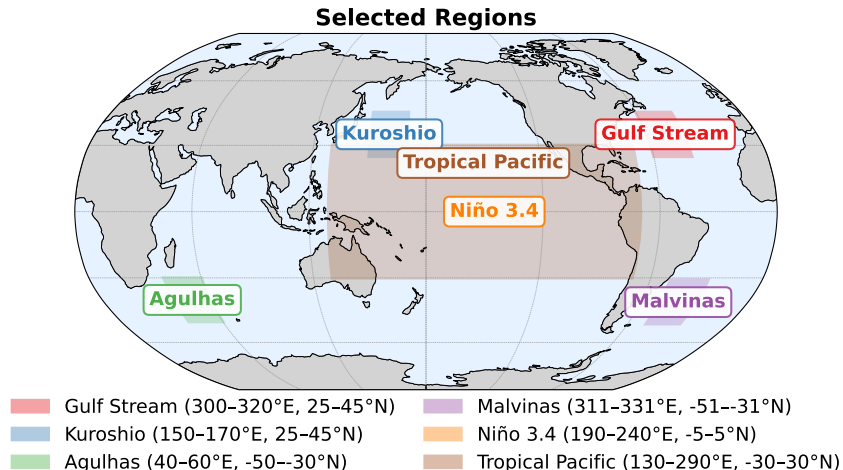 Selected Regions
Kuroshio
Gulf Stream
Tropical Pacific
Niño 3.4
Agulhas
Malvinas
Gulf Stream (300–320°E, 25–45°N)
Malvinas (311–331°E, -51–-31°N)
Kuroshio (150–170°E, 25–45°N)
Niño 3.4 (190–240°E, -5–5°N)
Agulhas (40–60°E, -50–-30°N)
Tropical Pacific (130–290°E, -30–30°N)